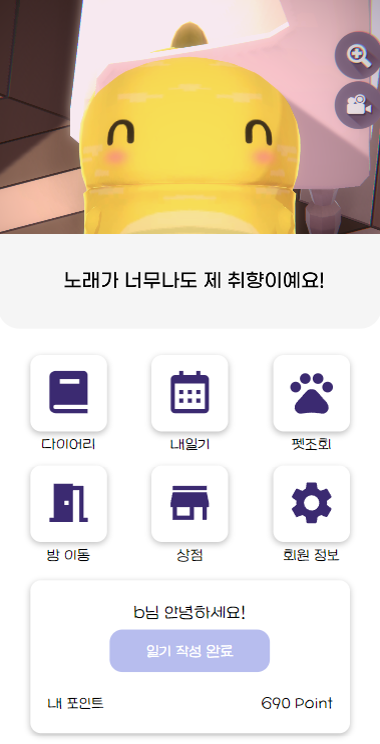 노래가 너무나도 제 취향이예요!
다이어리
내일기
펫조회
방 이동
상점
회원 정보
b님 안녕하세요!
일기 작성 완료
내 포인트
690 Point